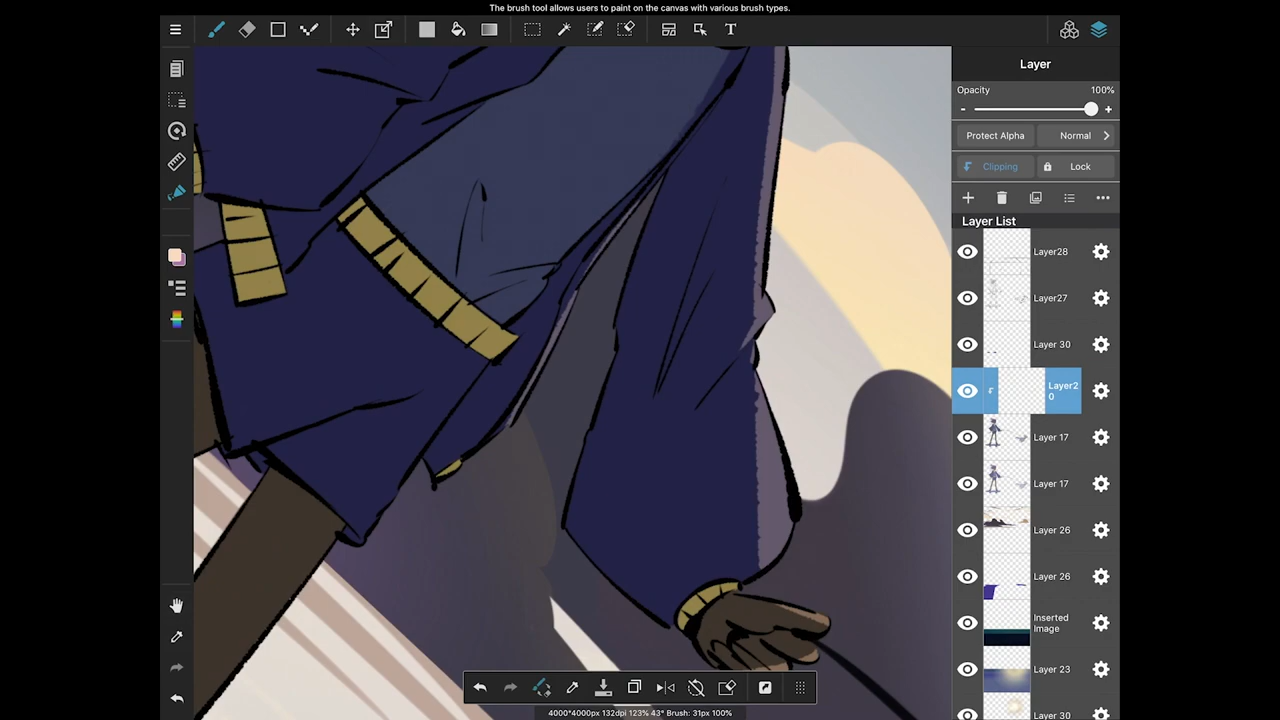 The brush tool allows users to paint on the canvas with various brush types.
T
Layer
Opacity 100%
- +
Protect Alpha Normal
Clipping Lock
Layer List
Layer28
Layer27
Layer 30
Layer2
0
Layer 17
Layer 17
Layer 26
Layer 26
Inserted
Image
Layer 23
Layer 30
4000*4000px 132dpi 123% 43° Brush: 31px 100%